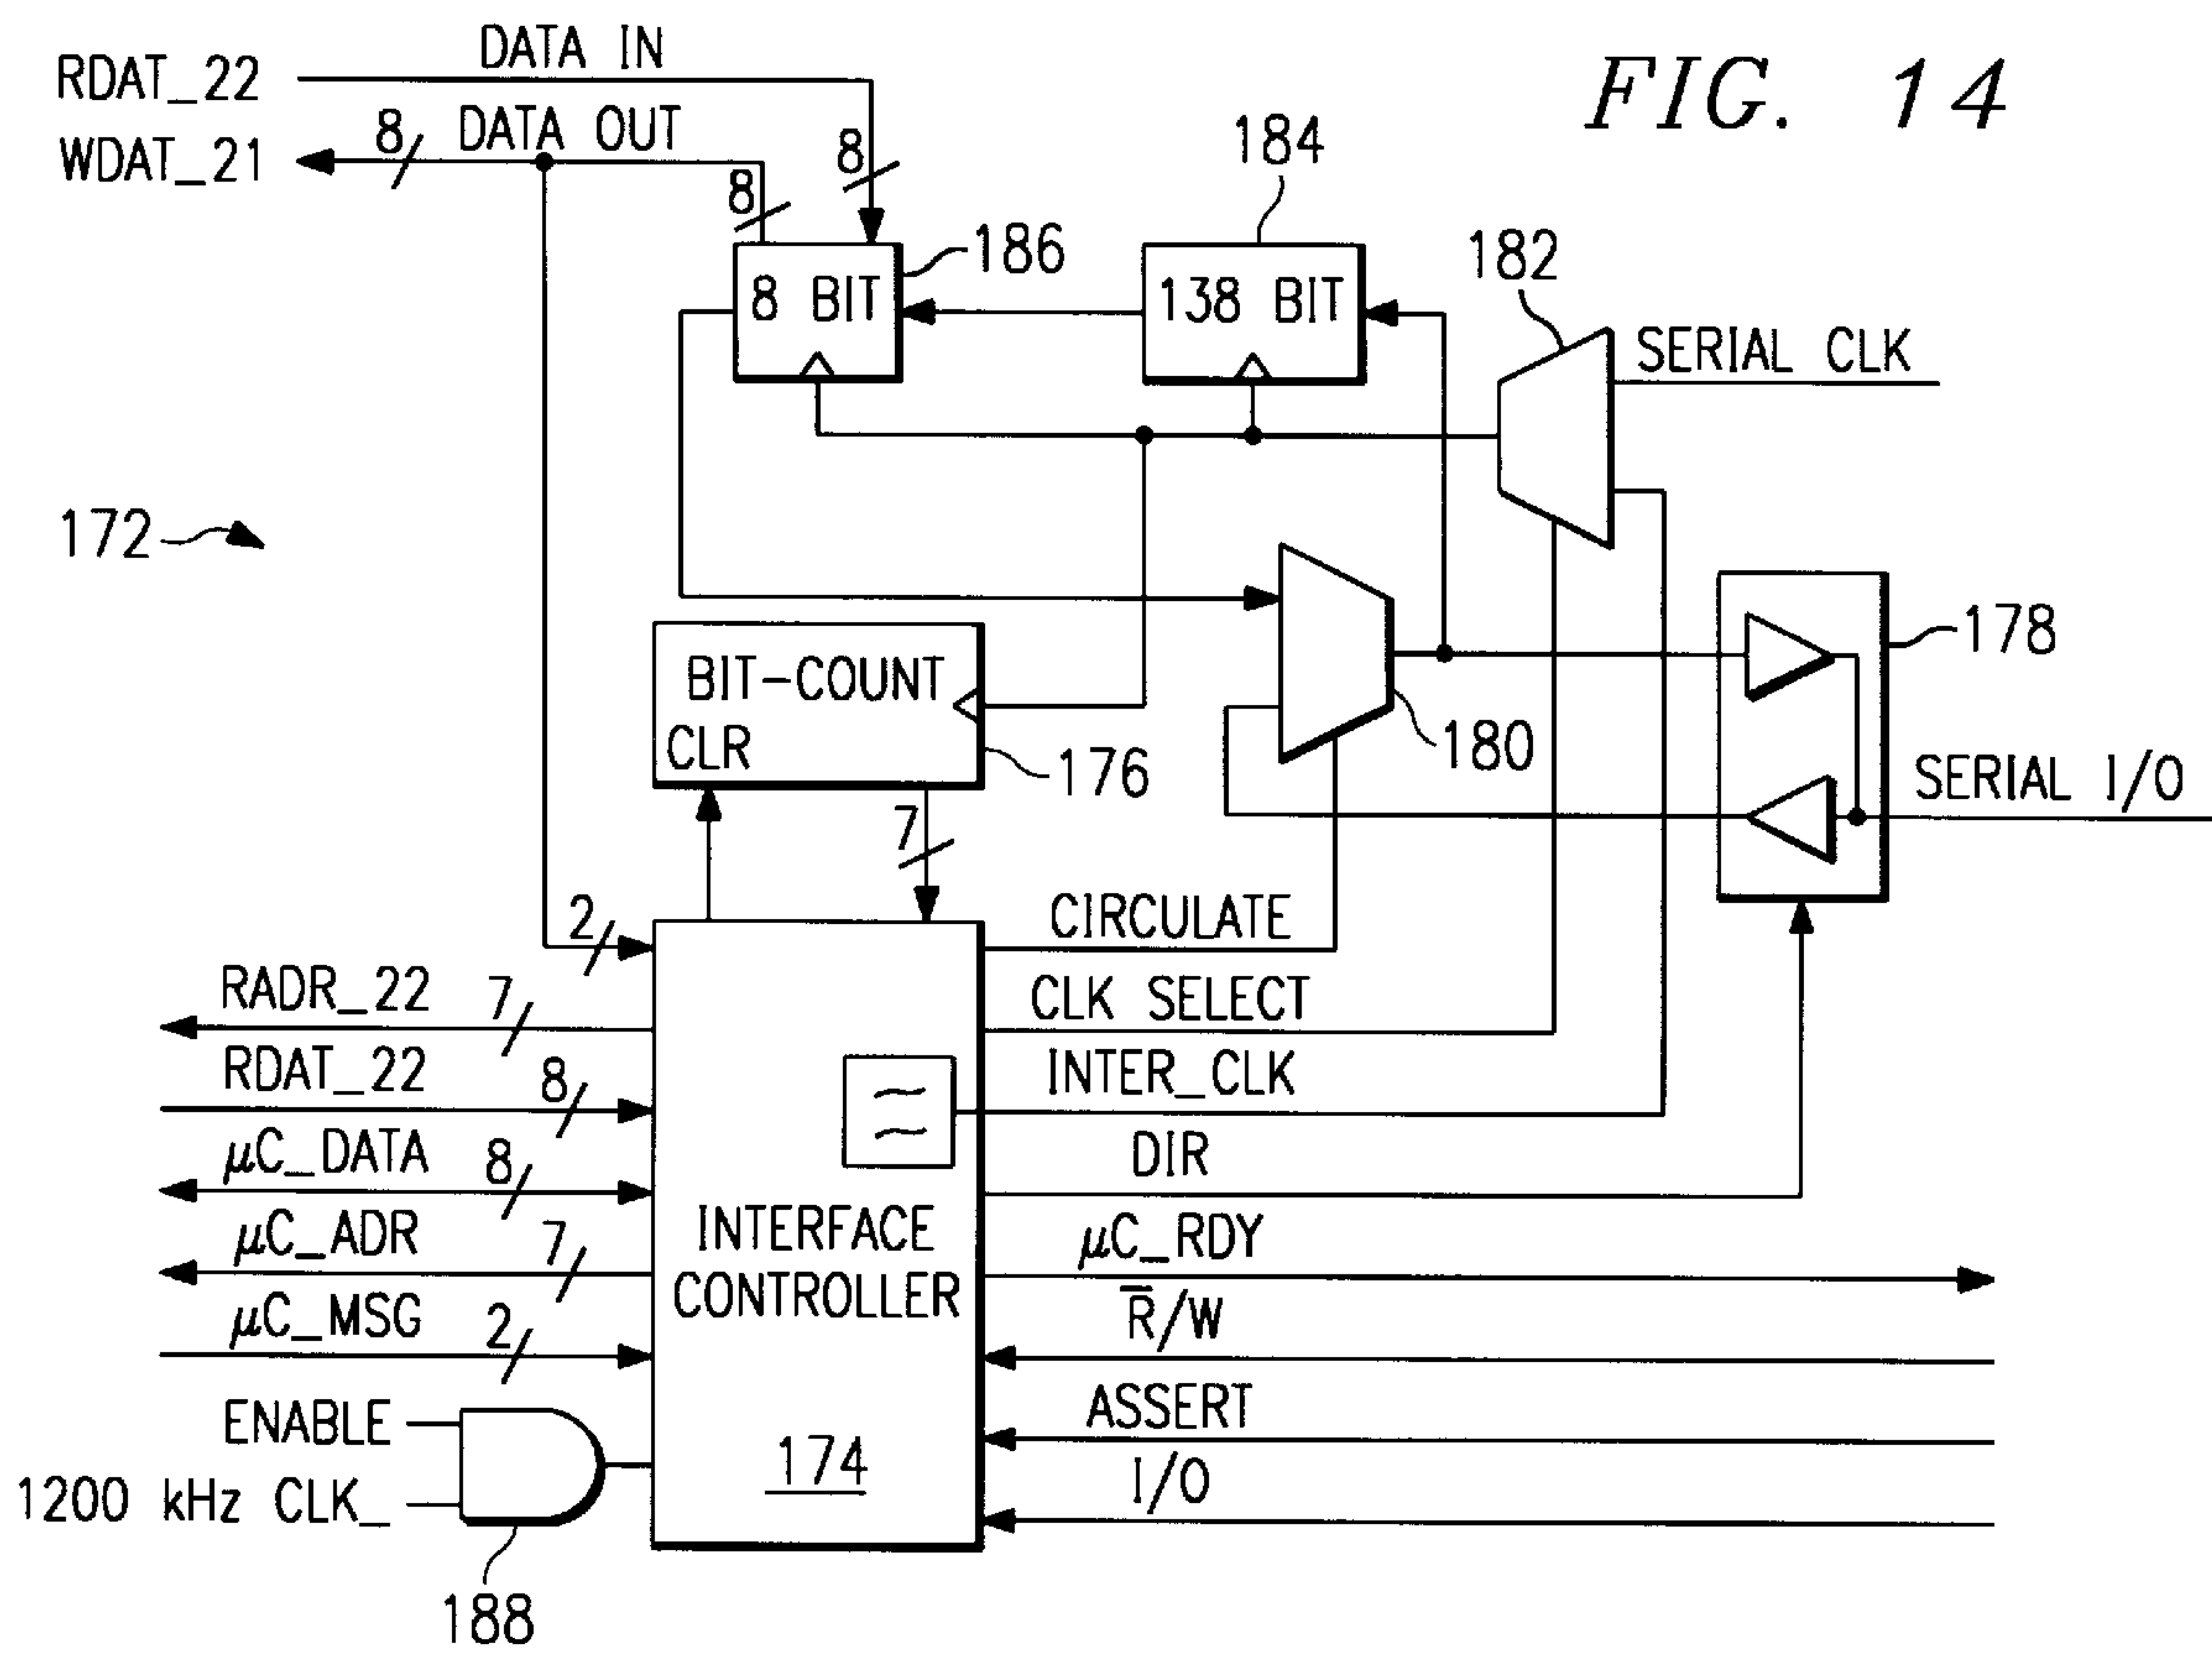 FIG. 14
RDAT_22
DATA IN
WDAT_21
8
DATA OUT
8
8
184
186
182
8 BIT
138 BIT
SERIAL CLK
172
178
BIT-COUNT
CLR
176
180
SERIAL I/O
7
2
CIRCULATE
RADR_22
7
CLK SELECT
RDAT_22
8
INTER_CLK
≈
μC_DATA
8
DIR
μC_ADR
7
INTERFACE
CONTROLLER
μC_RDY
μC_MSG
2
R̅/W
ENABLE
ASSERT
1200 kHz CLK_
174
I/O
188